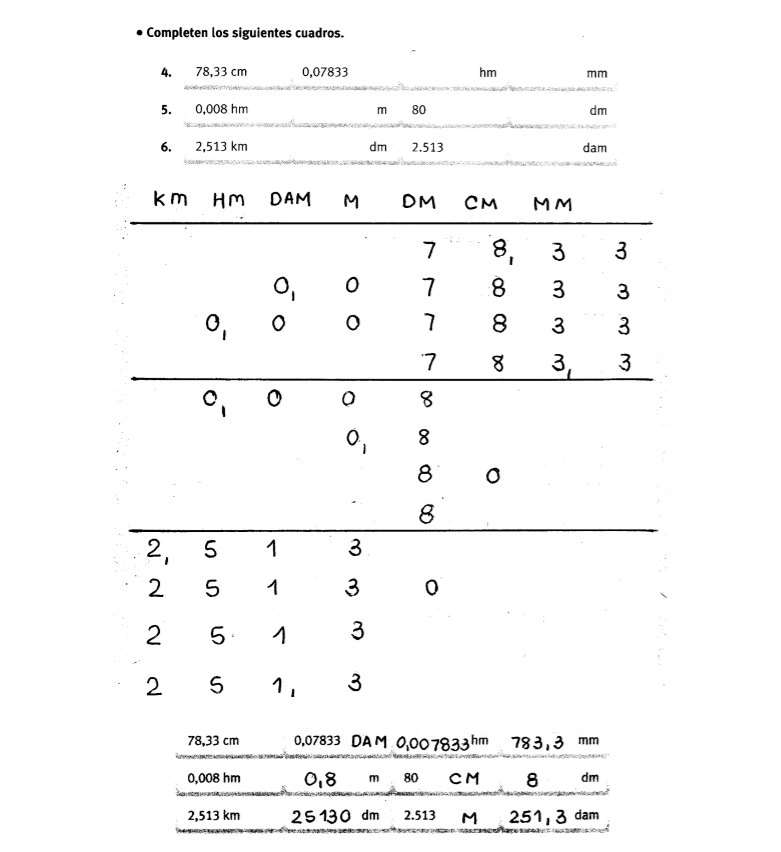 • Completen los siguientes cuadros.
4. 78,33 cm 0,07833 hm mm
5. 0,008 hm m 80 dm
6. 2,513 km dm 2.513 dam
km Hm DAM M DM CM MM
7 8, 3 3
0, 0 7 8 3 3
0, 0 0 7 8 3 3
7 8 3, 3
0, 0 0 8
0, 8
8 0
8
2, 5 1 3
2 5 1 3 0
2 5 1 3
2 5 1, 3
78,33 cm 0,07833 DAM 0,007833 hm 783,3 mm
0,008 hm 0,8 m 80 CM 8 dm
2,513 km 25130 dm 2.513 M 251,3 dam